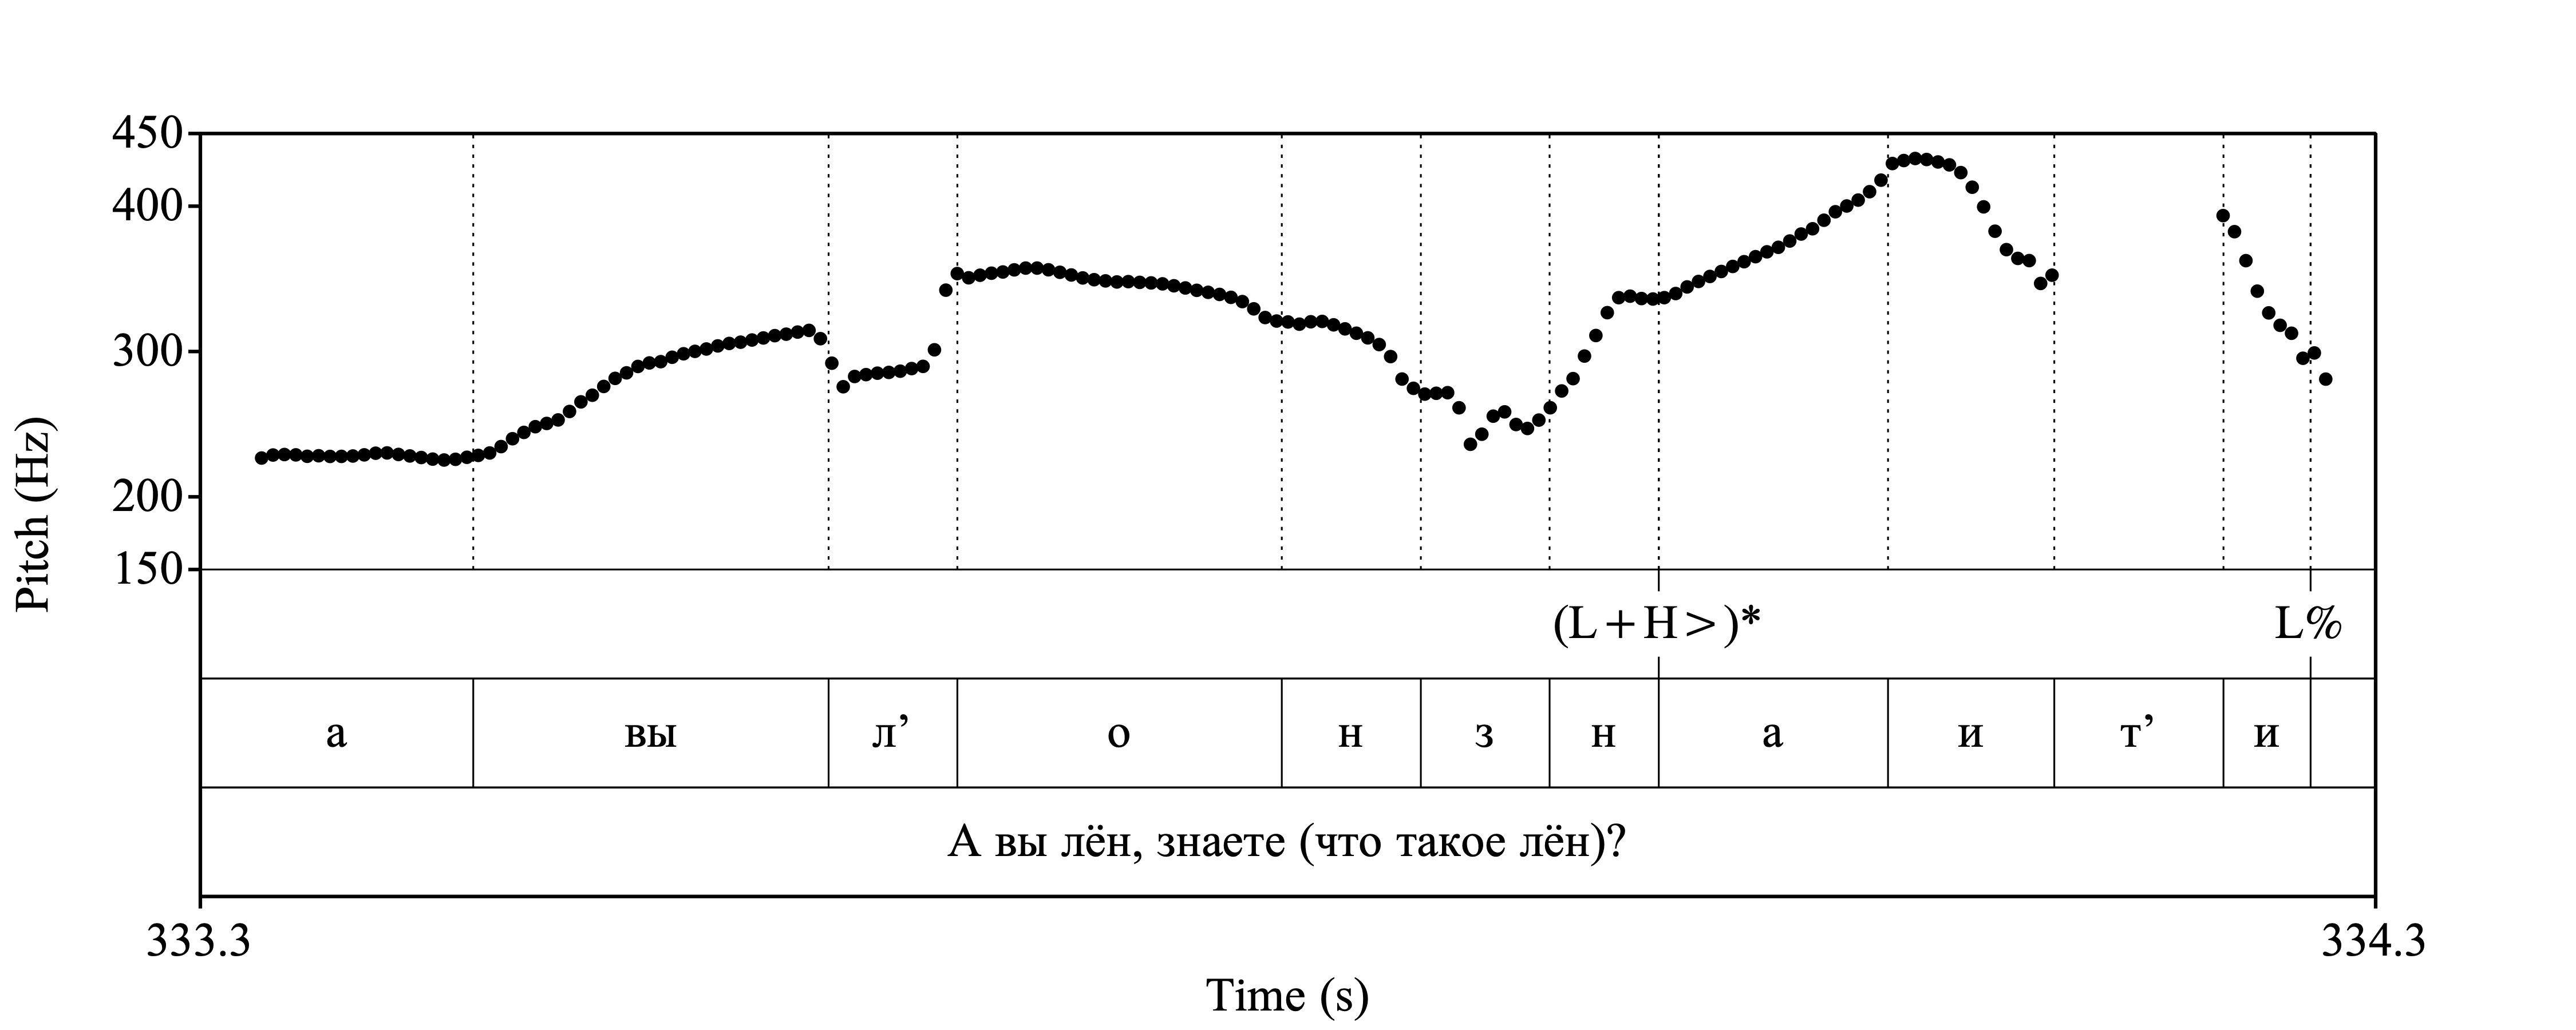 450
400
300
200
150
Pitch (Hz)
(L+H>)* L%
а вы л’ о н з н а и т’ и
А вы лён, знаете (что такое лён)?
333.3 334.3
Time (s)